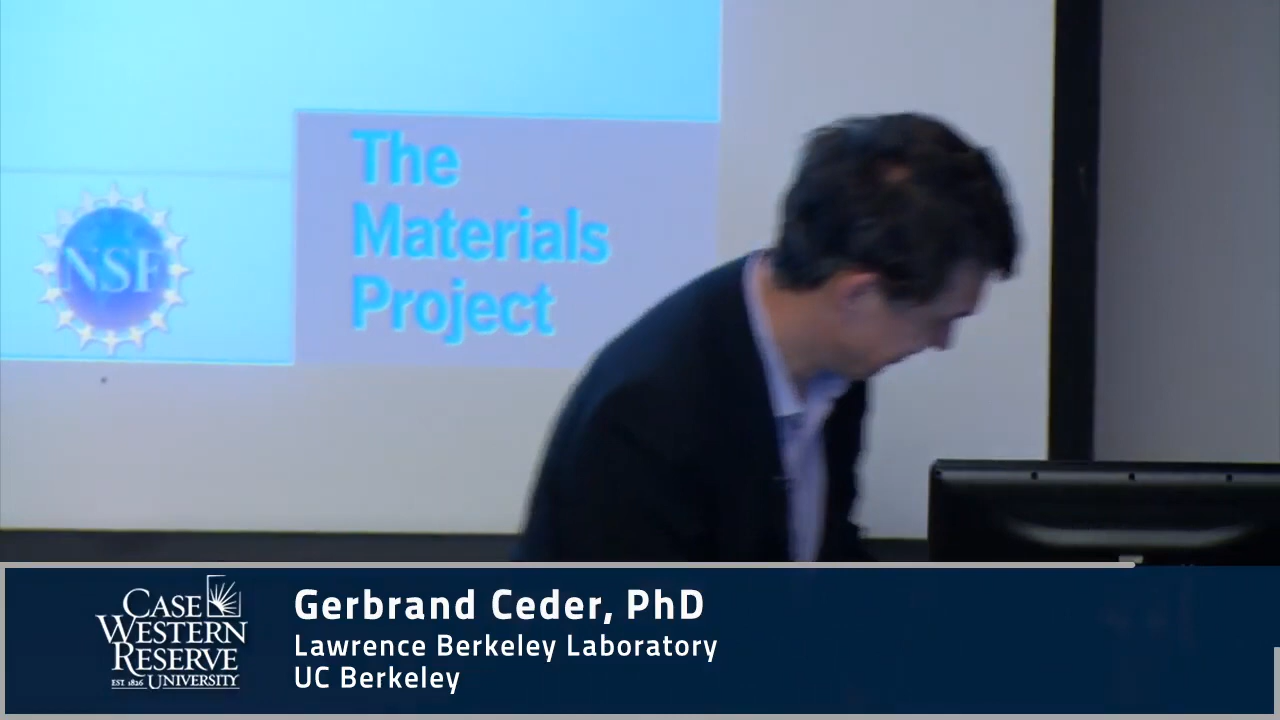 The
Materials
Project
NSF
Gerbrand Ceder, PhD
Lawrence Berkeley Laboratory
UC Berkeley
CASE
WESTERN
RESERVE
EST 1826 UNIVERSITY